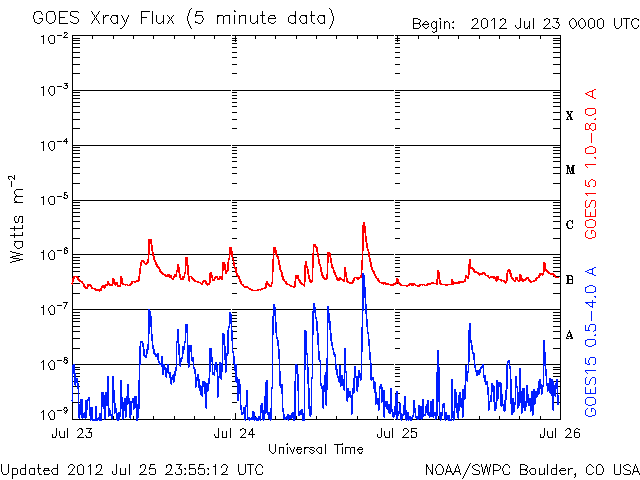 GOES Xray Flux (5 minute data)
Begin: 2012 Jul 23 0000 UTC
10-2
10-3
10-4
10-5
10-6
10-7
10-8
10-9
Watts m-2
X
M
C
B
A
GOES15 1.0-8.0 A
GOES15 0.5-4.0 A
Jul 23
Jul 24
Jul 25
Jul 26
Universal Time
Updated 2012 Jul 25 23:55:12 UTC
NOAA/SWPC Boulder, CO USA